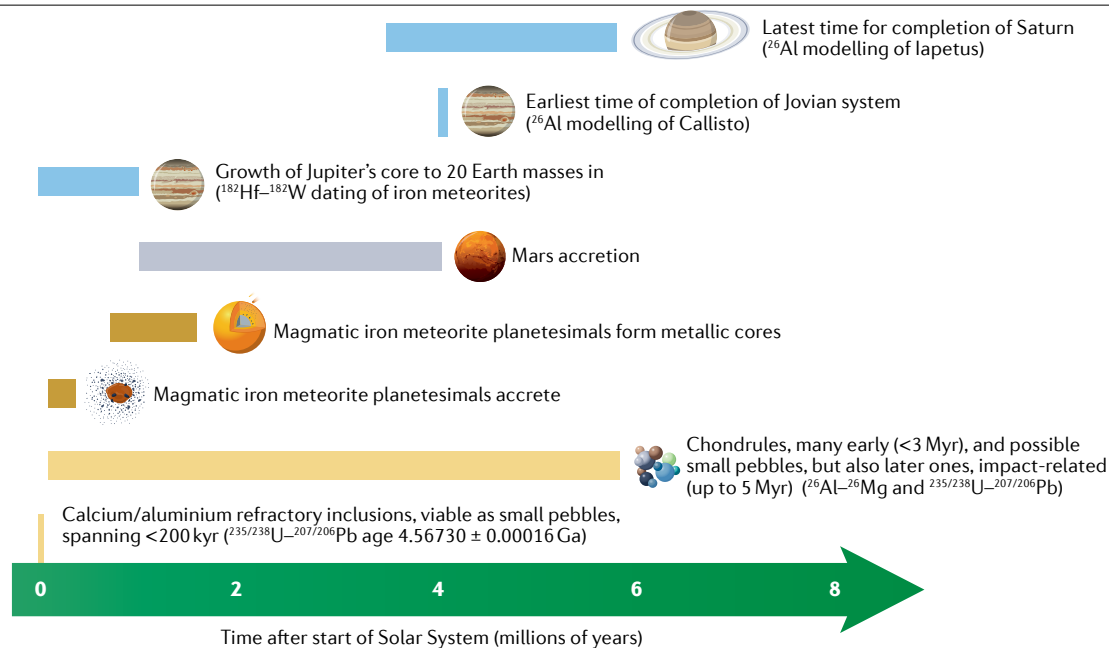 Latest time for completion of Saturn
(²⁶Al modelling of Iapetus)
Earliest time of completion of Jovian system
(²⁶Al modelling of Callisto)
Growth of Jupiter's core to 20 Earth masses in
(¹⁸²Hf–¹⁸²W dating of iron meteorites)
Mars accretion
Magmatic iron meteorite planetesimals form metallic cores
Magmatic iron meteorite planetesimals accrete
Chondrules, many early (<3 Myr), and possible
small pebbles, but also later ones, impact-related
(up to 5 Myr) (²⁶Al–²⁶Mg and ²³⁵/²³⁸U–²⁰⁷/²⁰⁶Pb)
Calcium/aluminium refractory inclusions, viable as small pebbles,
spanning <200 kyr (²³⁵/²³⁸U–²⁰⁷/²⁰⁶Pb age 4.56730 ± 0.00016 Ga)
0 2 4 6 8
Time after start of Solar System (millions of years)